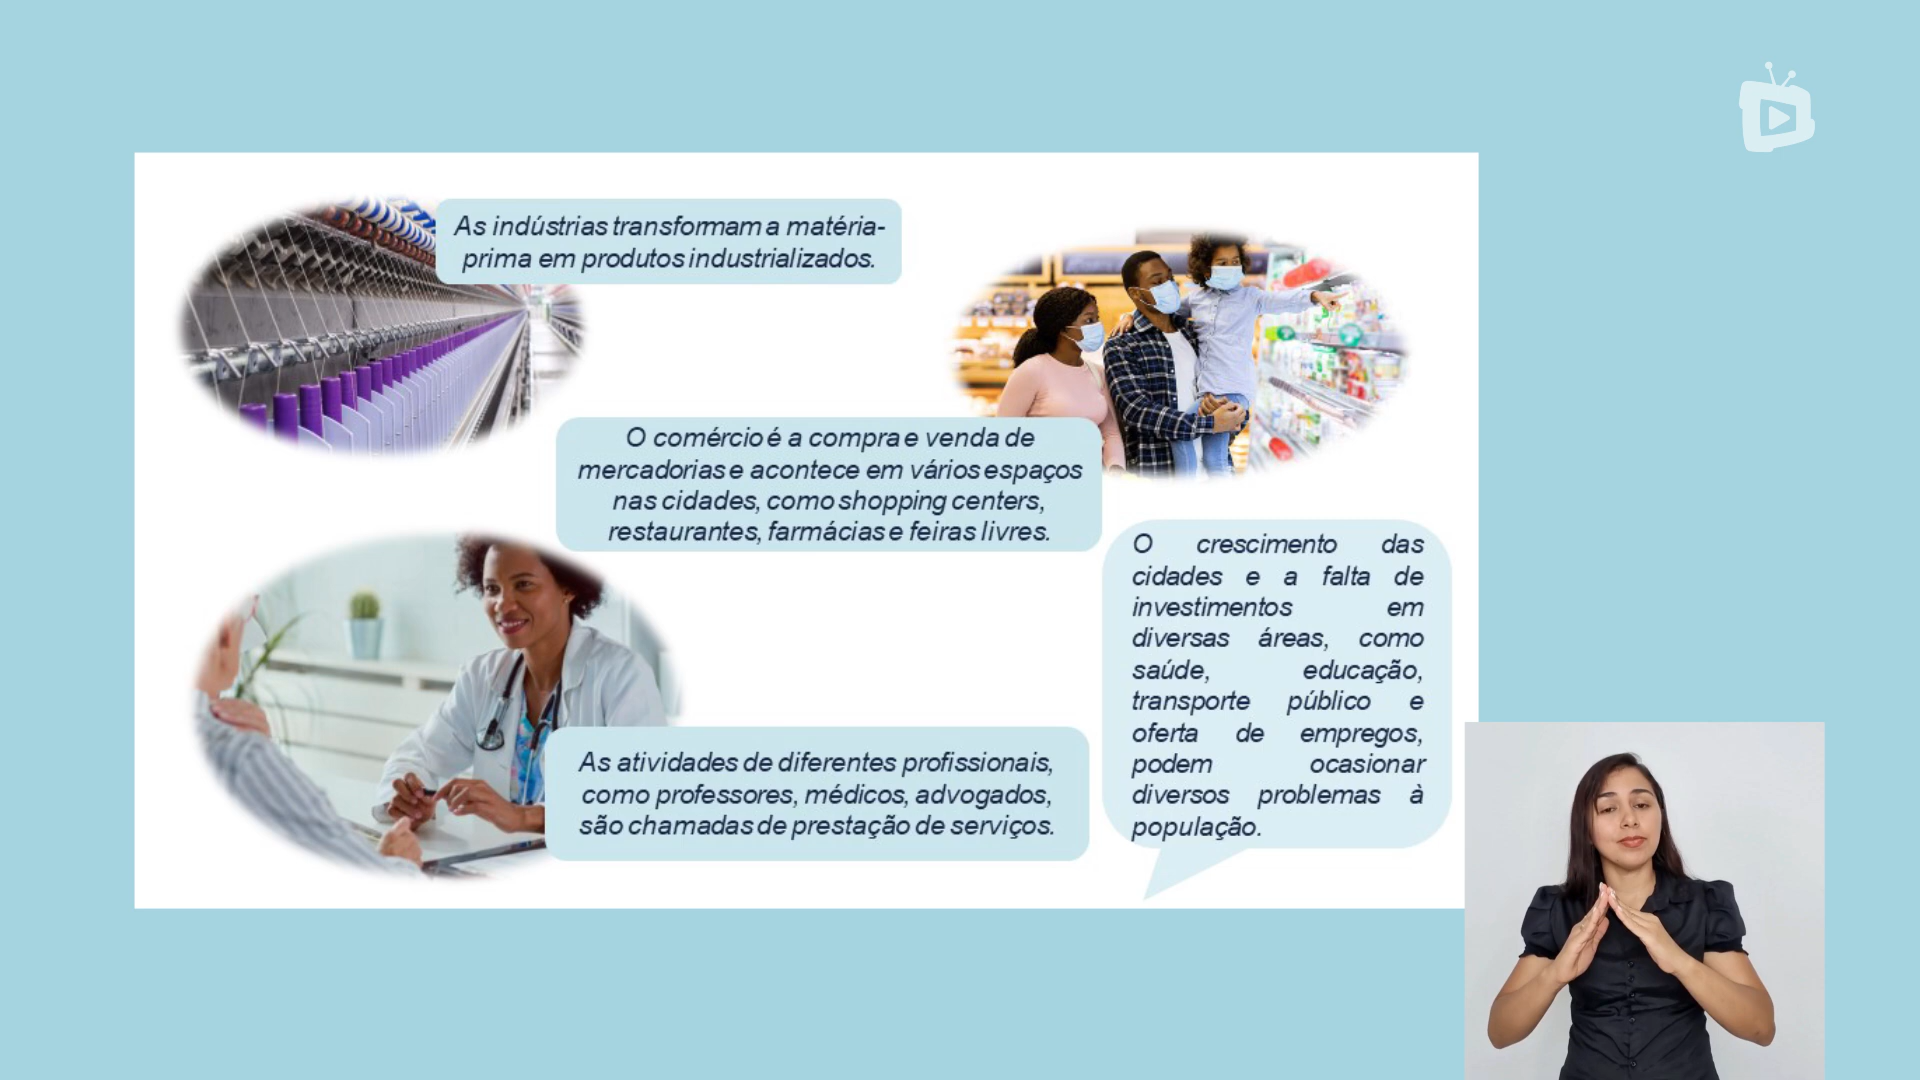 As indústrias transformam a matéria-
prima em produtos industrializados.
O comércio é a compra e venda de
mercadorias e acontece em vários espaços
nas cidades, como shopping centers,
restaurantes, farmácias e feiras livres.
As atividades de diferentes profissionais,
como professores, médicos, advogados,
são chamadas de prestação de serviços.
O crescimento das
cidades e a falta de
investimentos em
diversas áreas, como
saúde, educação,
transporte público e
oferta de empregos,
podem ocasionar
diversos problemas à
população.